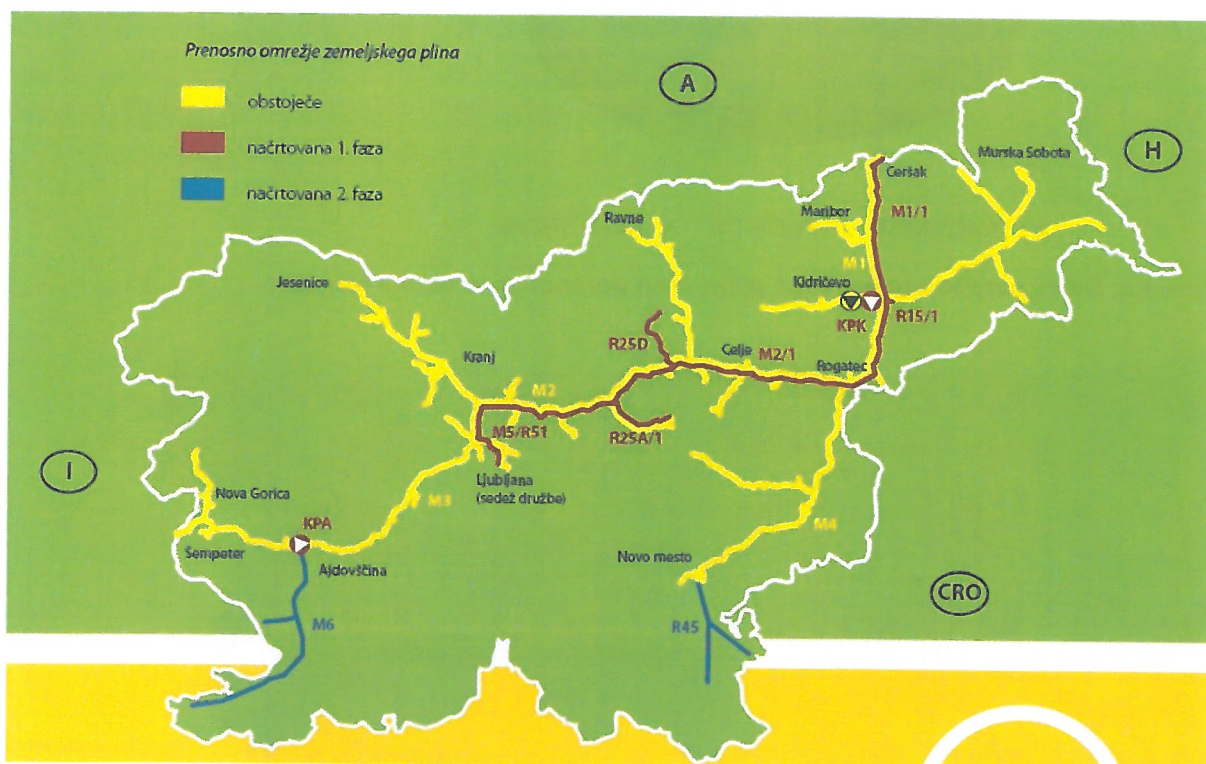 Prenosno omrežje zemeljskega plina
obstoječe
načrtovana 1. faza
načrtovana 2. faza
A
H
Murska Sobota
Ceršak
Maribor
M1/1
Ravne
M1
Jesenice
Kidričevo
KPK
R15/1
R25D
Celje
M2/1
Rogatec
Kranj
M2
M5/R51
R25A/1
I
Ljubljana
(sedež družbe)
Nova Gorica
M3
KPA
M4
Šempeter
Ajdovščina
Novo mesto
CRO
M6
R45